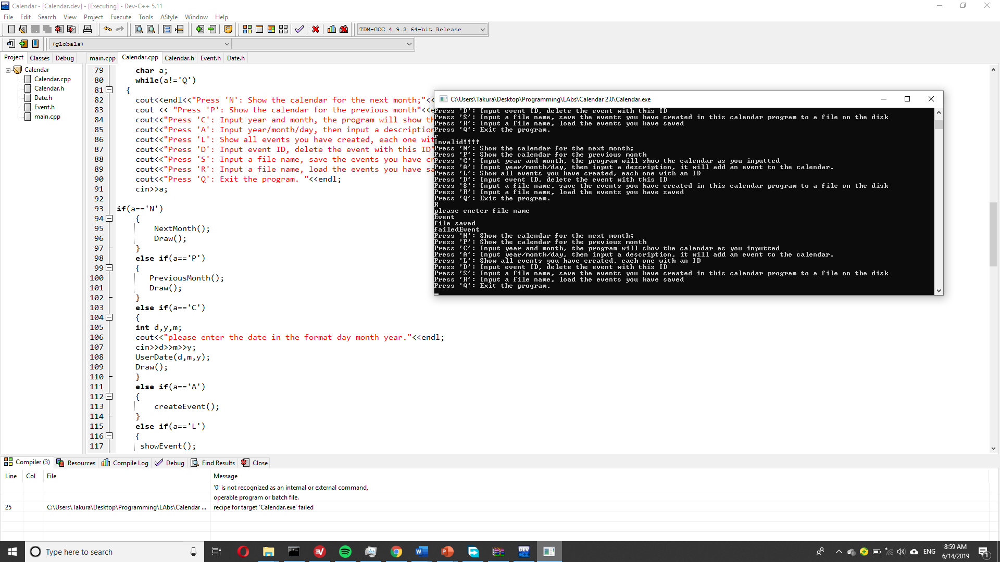 Calendar - [Calendar.dev] - [Executing] - Dev-C++ 5.11
File Edit Search View Project Execute Tools AStyle Window Help
TDM-GCC 4.9.2 64-bit Release
(globals)
Project Classes Debug
main.cpp Calendar.cpp Calendar.h Event.h Date.h
Calendar
Calendar.cpp
Calendar.h
Date.h
Event.h
main.cpp
79 char a;
80 while(a!='Q')
81 {
82 cout<<endl<<"Press 'N': Show the calendar for the next month;"<<
83 cout << "Press 'P': Show the calendar for the previous month"<<e
84 cout<<"Press 'C': Input year and month, the program will show th
85 cout<<"Press 'A': Input year/month/day, then input a description
86 cout<<"Press 'L': Show all events you have created, each one wit
87 cout<<"Press 'D': Input event ID, delete the event with this ID"
88 cout<<"Press 'S': Input a file name, save the events you have cr
89 cout<<"Press 'R': Input a file name, load the events you have sa
90 cout<<"Press 'Q': Exit the program. "<<endl;
91 cin>>a;
92
93 if(a=='N')
94 {
95 NextMonth();
96 Draw();
97 }
98 else if(a=='P')
99 {
100 PreviousMonth();
101 Draw();
102 }
103 else if(a=='C')
104 {
105 int d,y,m;
106 cout<<"please enter the date in the format day month year."<<endl;
107 cin>>d>>m>>y;
108 UserDate(d,m,y);
109 Draw();
110 }
111 else if(a=='A')
112 {
113 createEvent();
114 }
115 else if(a=='L')
116 {
117 showEvent();
C:\Users\Takura\Desktop\Programming\LAbs\Calendar 2.0\Calendar.exe
Press 'D': Input event ID, delete the event with this ID
Press 'S': Input a file name, save the events you have created in this calendar program to a file on the disk
Press 'R': Input a file name, load the events you have saved
Press 'Q': Exit the program.
r
Invalid!!!!
Press 'N': Show the calendar for the next month;
Press 'P': Show the calendar for the previous month
Press 'C': Input year and month, the program will show the calendar as you inputted
Press 'A': Input year/month/day, then input a description, it will add an event to the calendar.
Press 'L': Show all events you have created, each one with an ID
Press 'D': Input event ID, delete the event with this ID
Press 'S': Input a file name, save the events you have created in this calendar program to a file on the disk
Press 'R': Input a file name, load the events you have saved
Press 'Q': Exit the program.
R
please eneter file name
Event
file saved
failedEvent
Press 'N': Show the calendar for the next month;
Press 'P': Show the calendar for the previous month
Press 'C': Input year and month, the program will show the calendar as you inputted
Press 'A': Input year/month/day, then input a description, it will add an event to the calendar.
Press 'L': Show all events you have created, each one with an ID
Press 'D': Input event ID, delete the event with this ID
Press 'S': Input a file name, save the events you have created in this calendar program to a file on the disk
Press 'R': Input a file name, load the events you have saved
Press 'Q': Exit the program.
Compiler (3) Resources Compile Log Debug Find Results Close
Line Col File Message
'0' is not recognized as an internal or external command,
operable program or batch file.
25 C:\Users\Takura\Desktop\Programming\LAbs\Calendar ... recipe for target 'Calendar.exe' failed
Type here to search
ENG
8:59 AM
6/14/2019
1